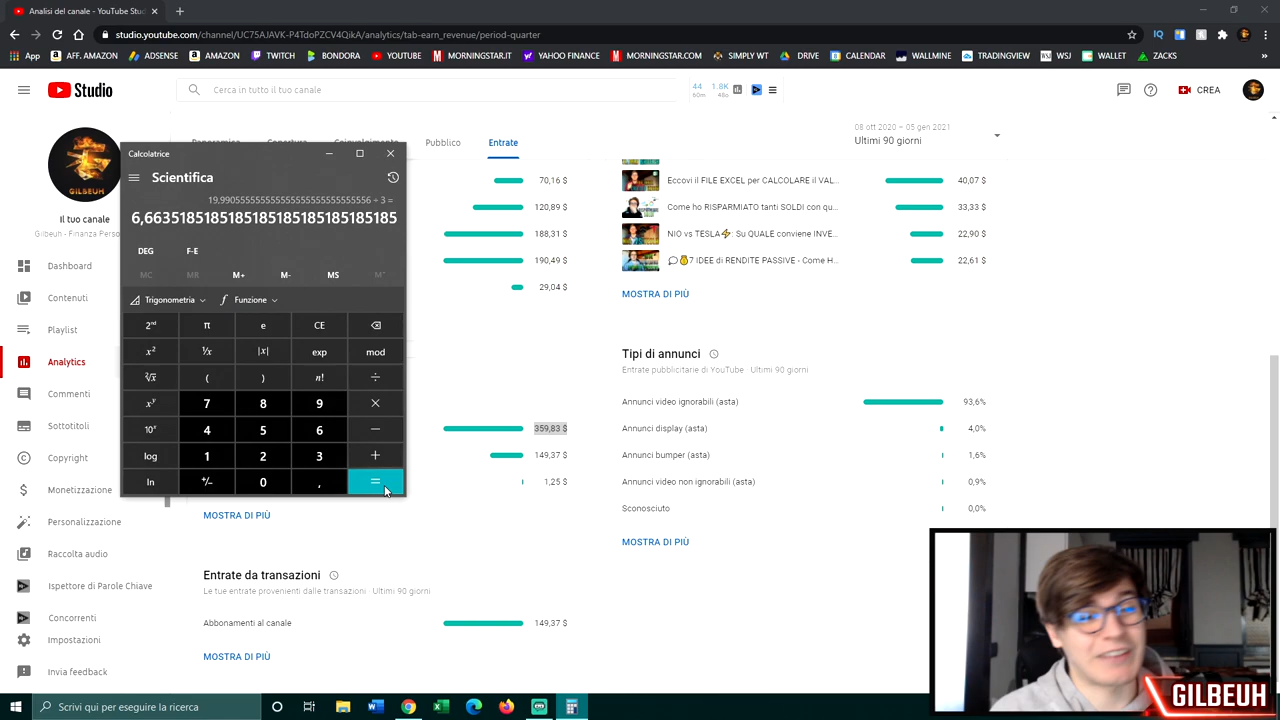 Analisi del canale - YouTube Stud
studio.youtube.com/channel/UC75AJAVK-P4TdoPZCV4QikA/analytics/tab-earn_revenue/period-quarter
App
AFF. AMAZON
ADSENSE
AMAZON
TWITCH
BONDORA
YOUTUBE
MORNINGSTAR.IT
YAHOO FINANCE
MORNINGSTAR.COM
SIMPLY WT
DRIVE
CALENDAR
WALLMINE
TRADINGVIEW
WSJ
ZACKS
Studio
Cerca in tutto il tuo canale
44
60m
1.8K
48o
CREA
GILBEUH
Il tuo canale
Gilbeuh - Finanza Perso
Dashboard
Contenuti
Playlist
Analytics
Commenti
Sottotitoli
Copyright
Monetizzazione
Personalizzazione
Raccolta audio
Ispettore di Parole Chiave
Concorrenti
Impostazioni
Invia feedback
Pubblico
Entrate
08 ott 2020 – 05 gen 2021
Ultimi 90 giorni
Calcolatrice
Scientifica
6,663518518518518518518518518518
DEG
F-E
MC
MR
M+
M-
MS
M˅
Trigonometria
Funzione
2ⁿᵈ
π
e
CE
x²
¹⁄x
|x|
exp
mod
²√x
(
)
n!
÷
xʸ
7
8
9
×
10ˣ
4
5
6
−
log
1
2
3
+
ln
+/-
0
,
=
70,16 $
120,89 $
188,31 $
190,49 $
29,04 $
359,83 $
149,37 $
1,25 $
MOSTRA DI PIÙ
Entrate da transazioni
Le tue entrate provenienti dalle transazioni · Ultimi 90 giorni
Abbonamenti al canale
149,37 $
MOSTRA DI PIÙ
Eccovi il FILE EXCEL per CALCOLARE il VAL...
40,07 $
Come ho RISPARMIATO tanti SOLDI con qu...
33,33 $
NIO vs TESLA⚡: Su QUALE conviene INVE...
22,90 $
💭💰7 IDEE di RENDITE PASSIVE - Come H...
22,61 $
MOSTRA DI PIÙ
Tipi di annunci
Entrate pubblicitarie di YouTube · Ultimi 90 giorni
Annunci video ignorabili (asta)
93,6%
Annunci display (asta)
4,0%
Annunci bumper (asta)
1,6%
Annunci video non ignorabili (asta)
0,9%
Sconosciuto
0,0%
MOSTRA DI PIÙ
GILBEUH
Scrivi qui per eseguire la ricerca